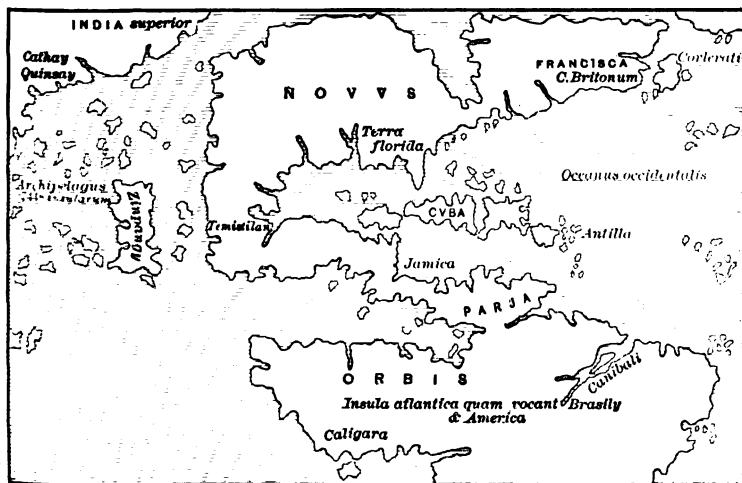 INDIA superior
Cathay
Quinsay
FRANCISCA
C. Britonum
Corterati
NOVVS
Terra
florida
Oceanus occidentalis
Archipelagus
Zipangug
CVBA
Temistitan
Antilla
Jamica
PARJA
ORBIS
Canibali
Insula atlantica quam vocant Brasily
& America
Caligara